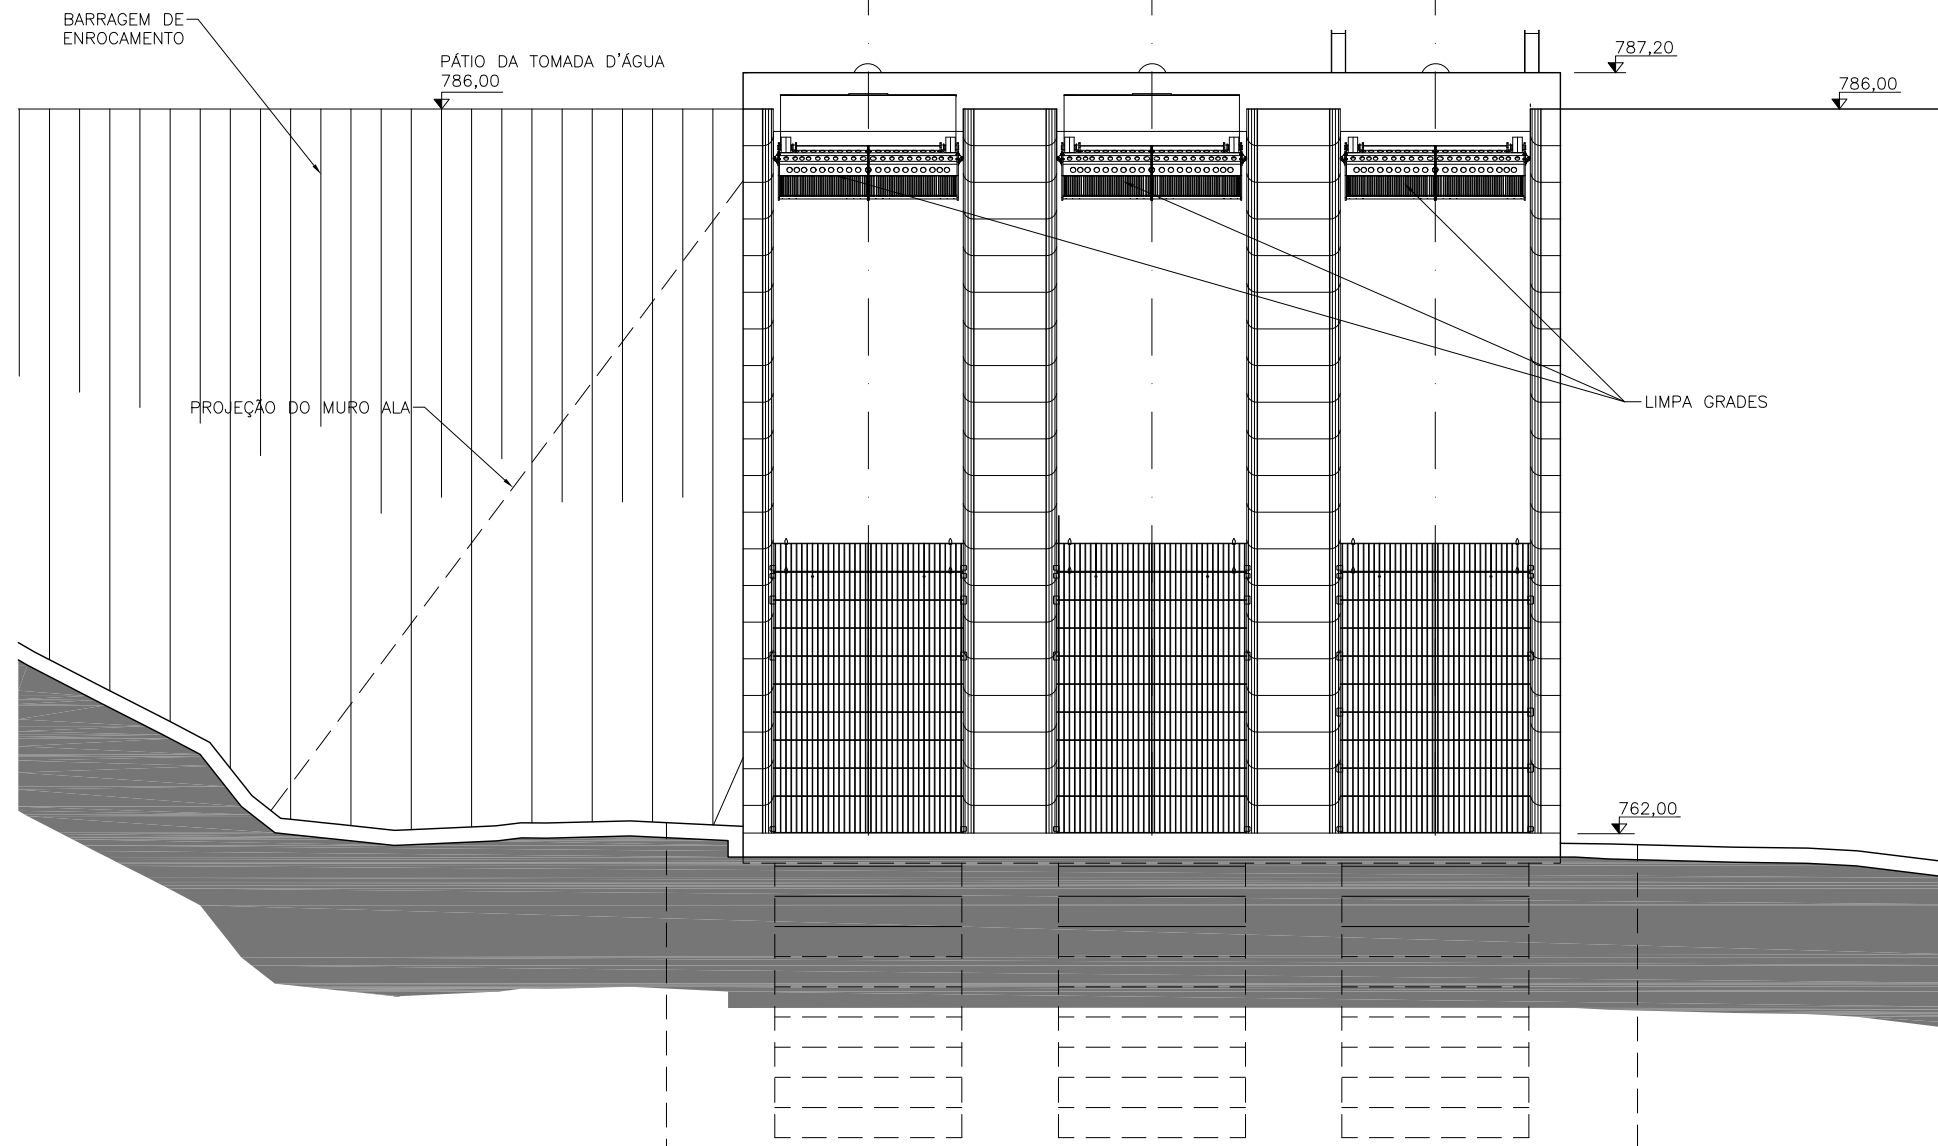 BARRAGEM DE
ENROCAMENTO
PÁTIO DA TOMADA D'ÁGUA
786,00
787,20
786,00
PROJEÇÃO DO MURO ALA
LIMPA GRADES
762,00